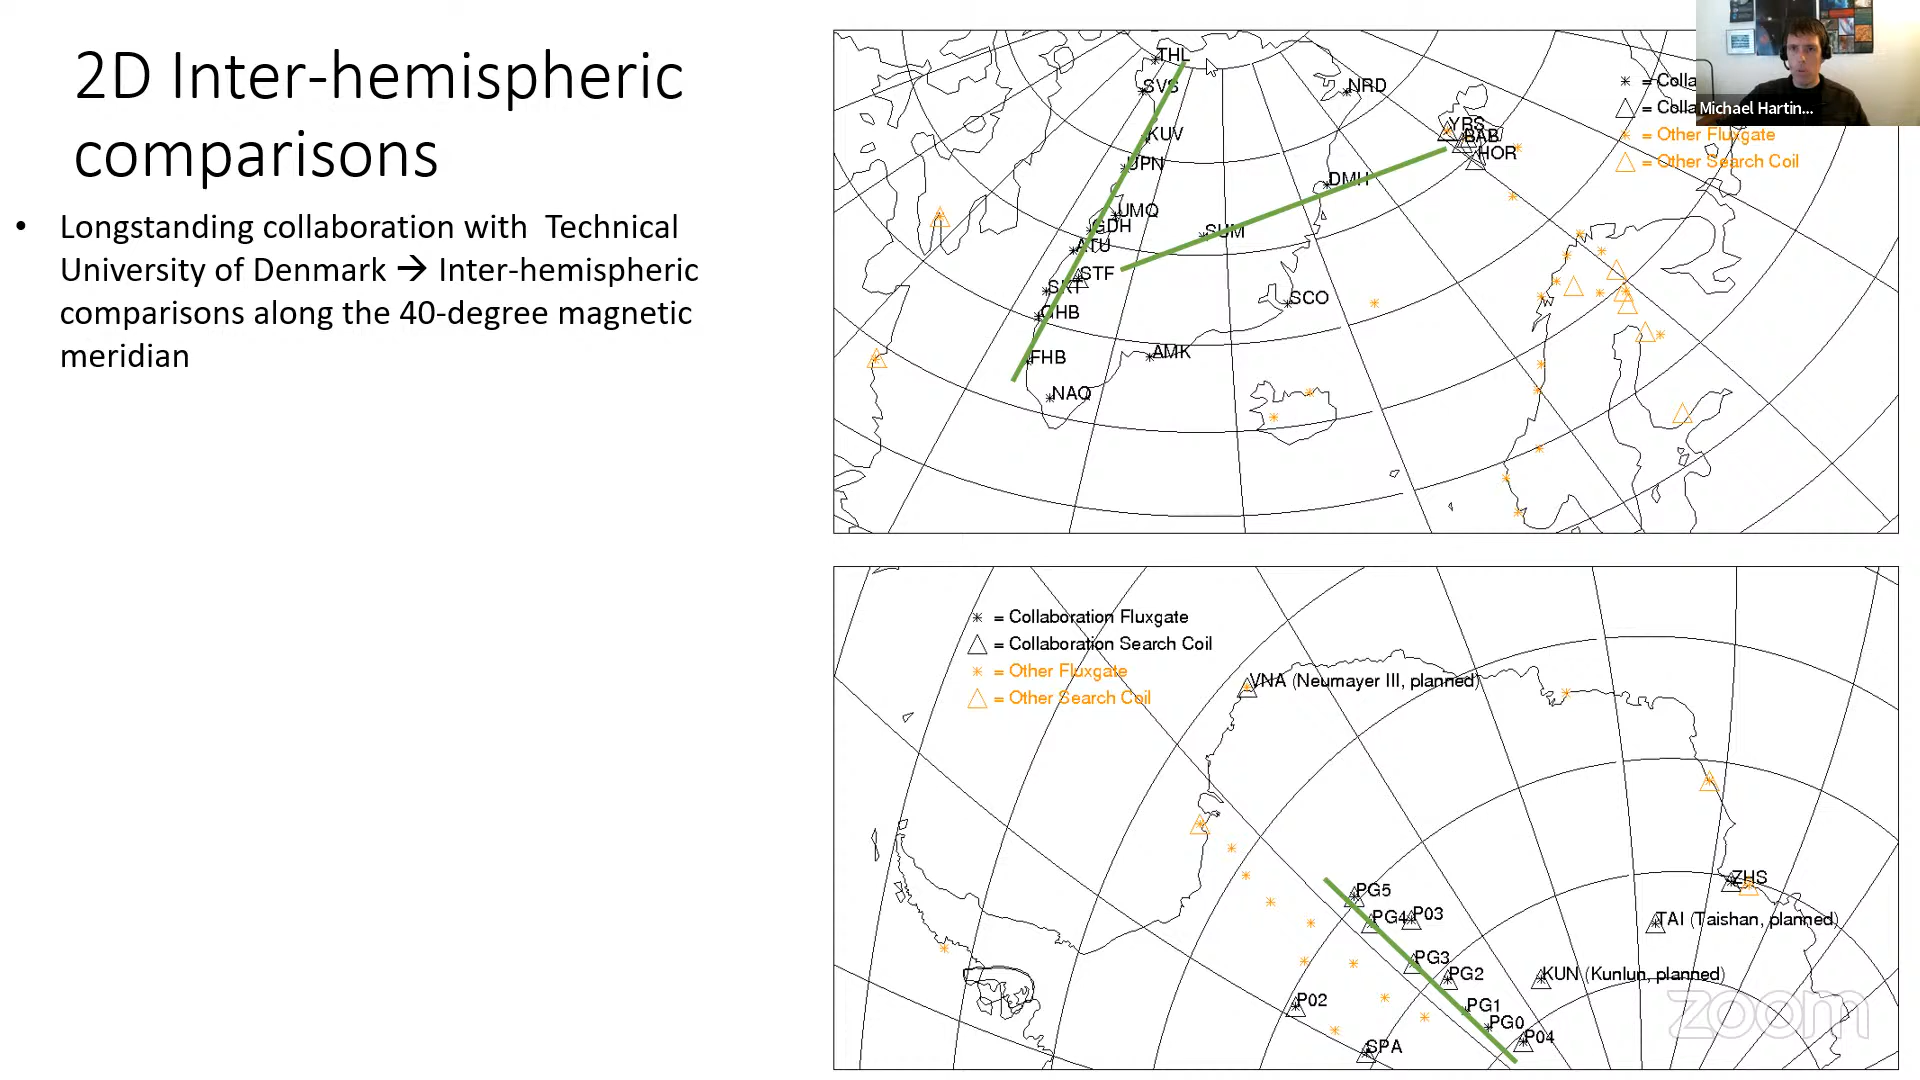 2D Inter-hemispheric
comparisons
• Longstanding collaboration with Technical
University of Denmark → Inter-hemispheric
comparisons along the 40-degree magnetic
meridian
THL
SVS
KUV
UPN
UMQ
GDH
ATU
STF
SKT
GHB
FHB
NAQ
AMK
SCO
SUM
DMH
NRD
YRS
BAB
HOR
= Colla
= Colla
Michael Hartin...
= Other Fluxgate
= Other Search Coil
= Collaboration Fluxgate
= Collaboration Search Coil
= Other Fluxgate
= Other Search Coil
VNA (Neumayer III, planned)
PG5
PG4
P03
PG3
PG2
PG1
PG0
P04
P02
SPA
ZHS
TAI (Taishan, planned)
KUN (Kunlun, planned)
zoom